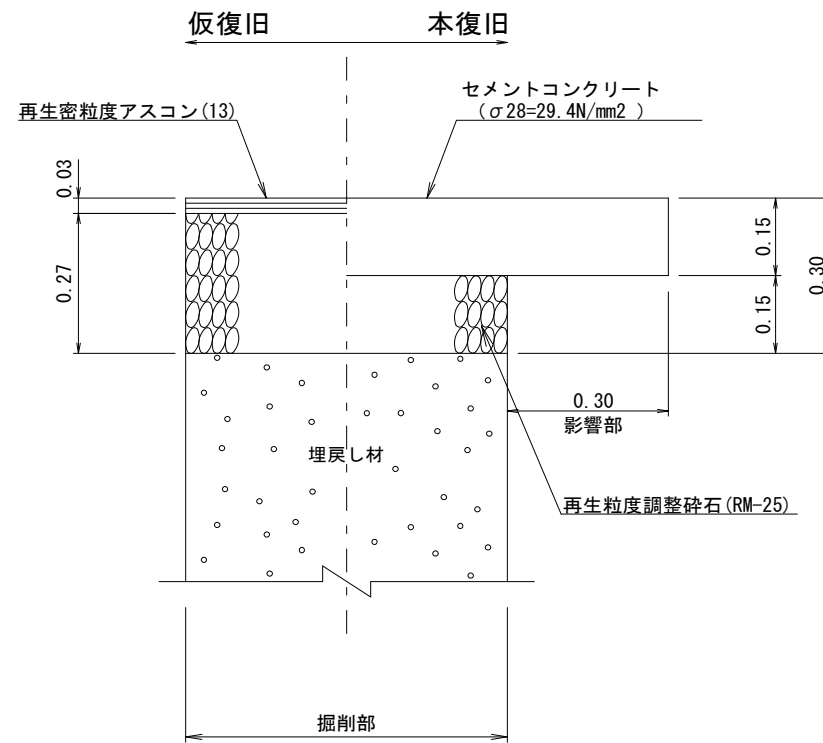 仮復旧
本復旧
再生密粒度アスコン(13)
セメントコンクリート
(σ28=29.4N/mm2 )
0.03
0.27
0.15
0.15
0.30
0.30
影響部
埋戻し材
再生粒度調整砕石(RM-25)
掘削部